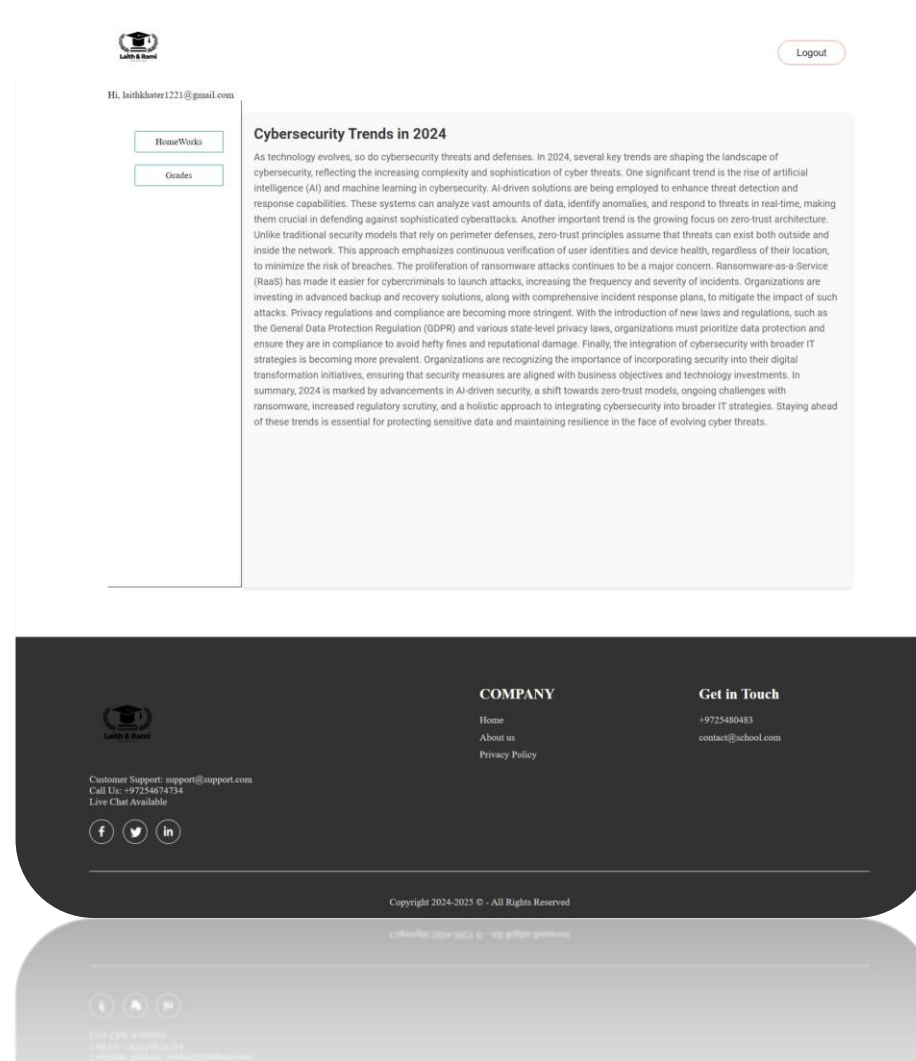 Laith & Rami
Logout
Hi, laithkhater1221@gmail.com
HomeWorks
Grades
Cybersecurity Trends in 2024
As technology evolves, so do cybersecurity threats and defenses. In 2024, several key trends are shaping the landscape of
cybersecurity, reflecting the increasing complexity and sophistication of cyber threats. One significant trend is the rise of artificial
intelligence (AI) and machine learning in cybersecurity. AI-driven solutions are being employed to enhance threat detection and
response capabilities. These systems can analyze vast amounts of data, identify anomalies, and respond to threats in real-time, making
them crucial in defending against sophisticated cyberattacks. Another important trend is the growing focus on zero-trust architecture.
Unlike traditional security models that rely on perimeter defenses, zero-trust principles assume that threats can exist both outside and
inside the network. This approach emphasizes continuous verification of user identities and device health, regardless of their location,
to minimize the risk of breaches. The proliferation of ransomware attacks continues to be a major concern. Ransomware-as-a-Service
(RaaS) has made it easier for cybercriminals to launch attacks, increasing the frequency and severity of incidents. Organizations are
investing in advanced backup and recovery solutions, along with comprehensive incident response plans, to mitigate the impact of such
attacks. Privacy regulations and compliance are becoming more stringent. With the introduction of new laws and regulations, such as
the General Data Protection Regulation (GDPR) and various state-level privacy laws, organizations must prioritize data protection and
ensure they are in compliance to avoid hefty fines and reputational damage. Finally, the integration of cybersecurity with broader IT
strategies is becoming more prevalent. Organizations are recognizing the importance of incorporating security into their digital
transformation initiatives, ensuring that security measures are aligned with business objectives and technology investments. In
summary, 2024 is marked by advancements in AI-driven security, a shift towards zero-trust models, ongoing challenges with
ransomware, increased regulatory scrutiny, and a holistic approach to integrating cybersecurity into broader IT strategies. Staying ahead
of these trends is essential for protecting sensitive data and maintaining resilience in the face of evolving cyber threats.
Laith & Rami
Customer Support: support@support.com
Call Us: +97254674734
Live Chat Available
COMPANY
Home
About us
Privacy Policy
Get in Touch
+9725480483
contact@school.com
Copyright 2024-2025 © - All Rights Reserved